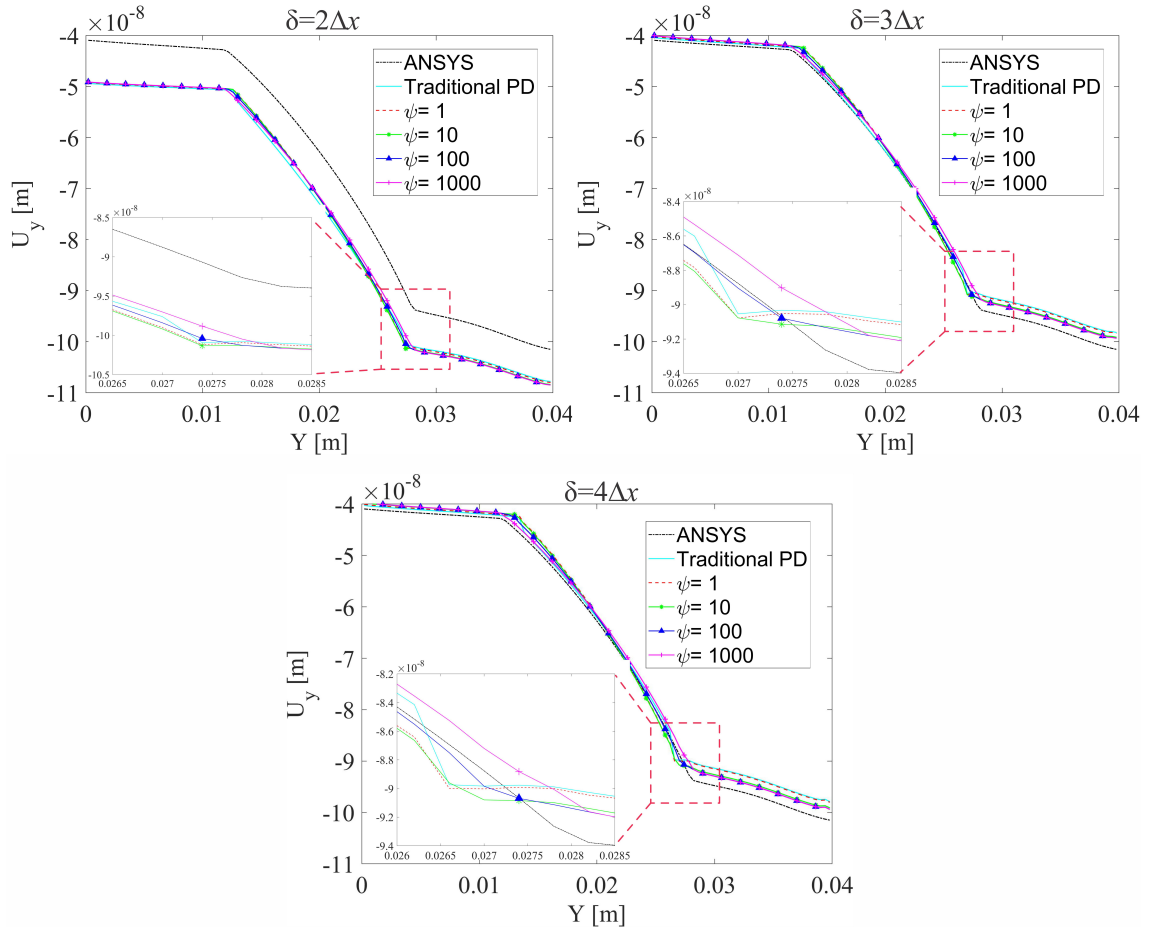 ×10⁻⁸
δ=2Δx
-4
-5
-6
-7
-8
-9
-10
-11
U_y [m]
ANSYS
Traditional PD
ψ= 1
ψ= 10
ψ= 100
ψ= 1000
×10⁻⁸
-8.5
-9
-9.5
-10
-10.5
0.0265
0.027
0.0275
0.028
0.0285
0
0.01
0.02
0.03
0.04
Y [m]
×10⁻⁸
δ=3Δx
-4
-5
-6
-7
-8
-9
-10
-11
U_y [m]
ANSYS
Traditional PD
ψ= 1
ψ= 10
ψ= 100
ψ= 1000
×10⁻⁸
-8.4
-8.6
-8.8
-9
-9.2
-9.4
0.0265
0.027
0.0275
0.028
0.0285
0
0.01
0.02
0.03
0.04
Y [m]
×10⁻⁸
δ=4Δx
-4
-5
-6
-7
-8
-9
-10
-11
U_y [m]
ANSYS
Traditional PD
ψ= 1
ψ= 10
ψ= 100
ψ= 1000
×10⁻⁸
-8.2
-8.4
-8.6
-8.8
-9
-9.2
-9.4
0.026
0.0265
0.027
0.0275
0.028
0.0285
0
0.01
0.02
0.03
0.04
Y [m]